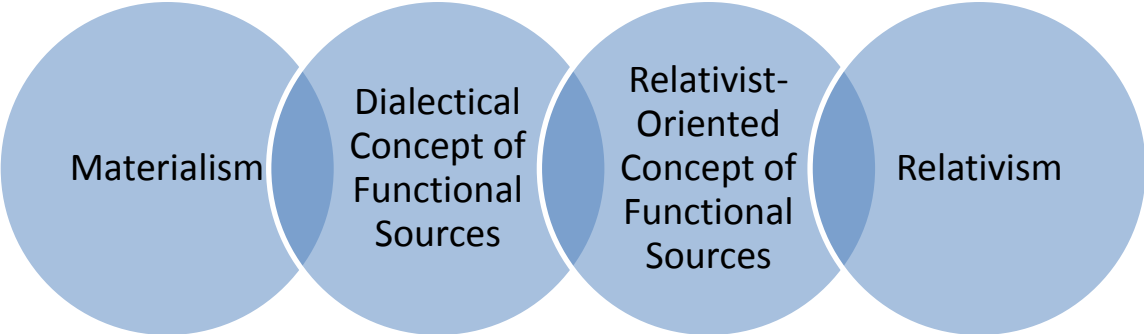 Materialism
Dialectical
Concept of
Functional
Sources
Relativist-
Oriented
Concept of
Functional
Sources
Relativism